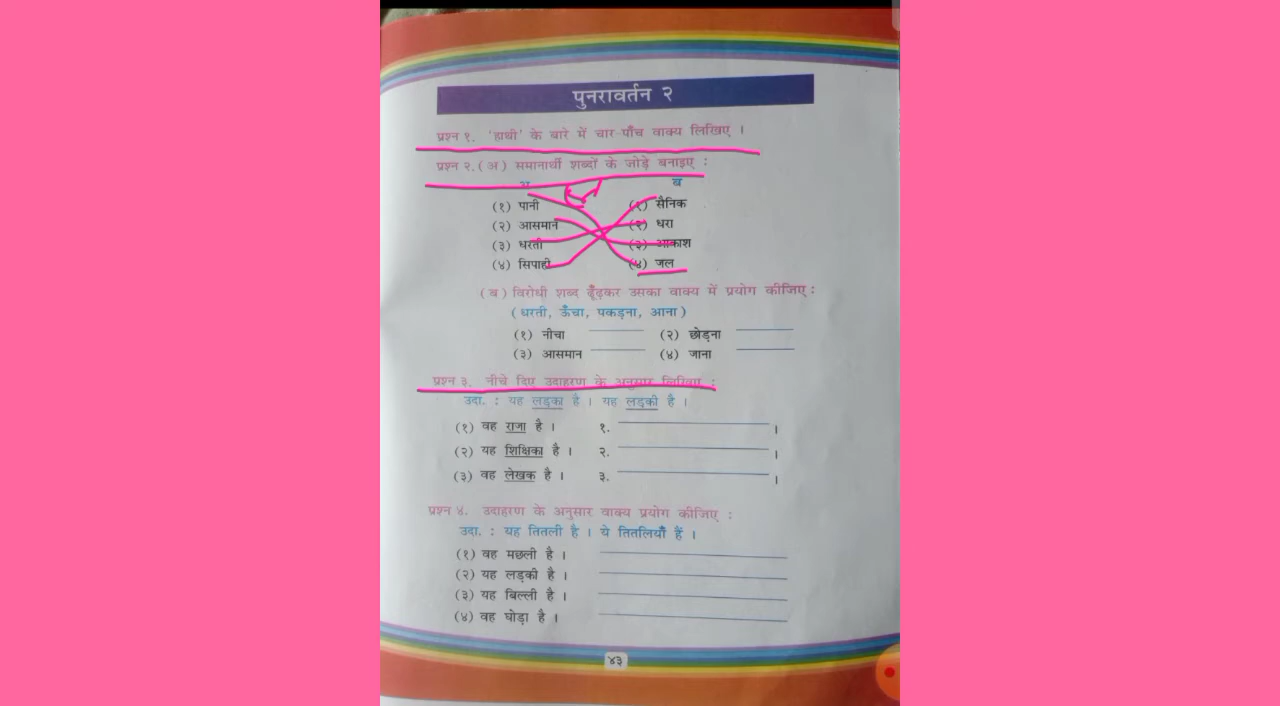 पुनरावर्तन २
प्रश्न १. 'हाथी' के बारे में चार-पाँच वाक्य लिखिए ।
प्रश्न २.(अ) समानार्थी शब्दों के जोड़े बनाइए :
अ ब
(१) पानी (१) सैनिक
(२) आसमान (२) धरा
(३) धरती (३) आकाश
(४) सिपाही (४) जल
(ब) विरोधी शब्द ढूँढ़कर उसका वाक्य में प्रयोग कीजिए :
(धरती, ऊँचा, पकड़ना, आना)
(१) नीचा (२) छोड़ना
(३) आसमान (४) जाना
प्रश्न ३. नीचे दिए उदाहरण के अनुसार लिखिए :
उदा. : यह लड़का है । यह लड़की है ।
(१) वह राजा है । १. ।
(२) यह शिक्षिका है । २. ।
(३) वह लेखक है । ३. ।
प्रश्न ४. उदाहरण के अनुसार वाक्य प्रयोग कीजिए :
उदा. : यह तितली है । ये तितलियाँ हैं ।
(१) वह मछली है ।
(२) यह लड़की है ।
(३) यह बिल्ली है ।
(४) वह घोड़ा है ।
४३